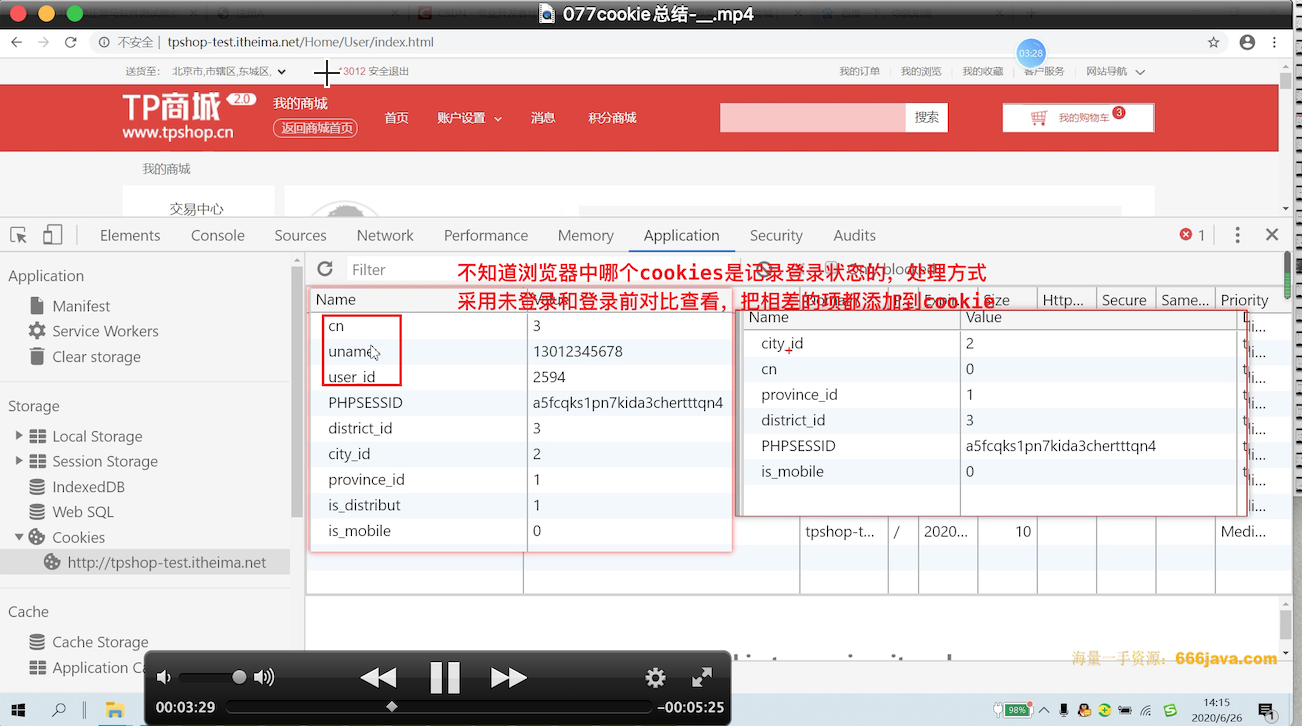 077cookie总结-__.mp4
不安全 | tpshop-test.itheima.net/Home/User/index.html
03:28
送货至： 北京市,市辖区,东城区,
3012 安全退出
我的订单 我的浏览 我的收藏 客户服务 网站导航
TP商城 2.0
www.tpshop.cn
我的商城
返回商城首页
首页 账户设置 消息 积分商城
搜索
我的购物车 3
我的商城
交易中心
Elements Console Sources Network Performance Memory Application Security Audits
1
Application
Manifest
Service Workers
Clear storage
Storage
Local Storage
Session Storage
IndexedDB
Web SQL
Cookies
http://tpshop-test.itheima.net
Cache
Cache Storage
Application Ca
Filter
不知道浏览器中哪个cookies是记录登录状态的，处理方式
采用未登录和登录前对比查看，把相差的项都添加到cookie
Size Http... Secure Same... Priority
Name
cn 3
uname 13012345678
user_id 2594
PHPSESSID a5fcqks1pn7kida3chertttqn4
district_id 3
city_id 2
province_id 1
is_distribut 1
is_mobile 0
Name Value
city_id 2
cn 0
province_id 1
district_id 3
PHPSESSID a5fcqks1pn7kida3chertttqn4
is_mobile 0
tpshop-t... / 2020... 10 Medi...
海量一手资源：666java.com
00:03:29 -00:05:25
98%
14:15
2020/6/26
1